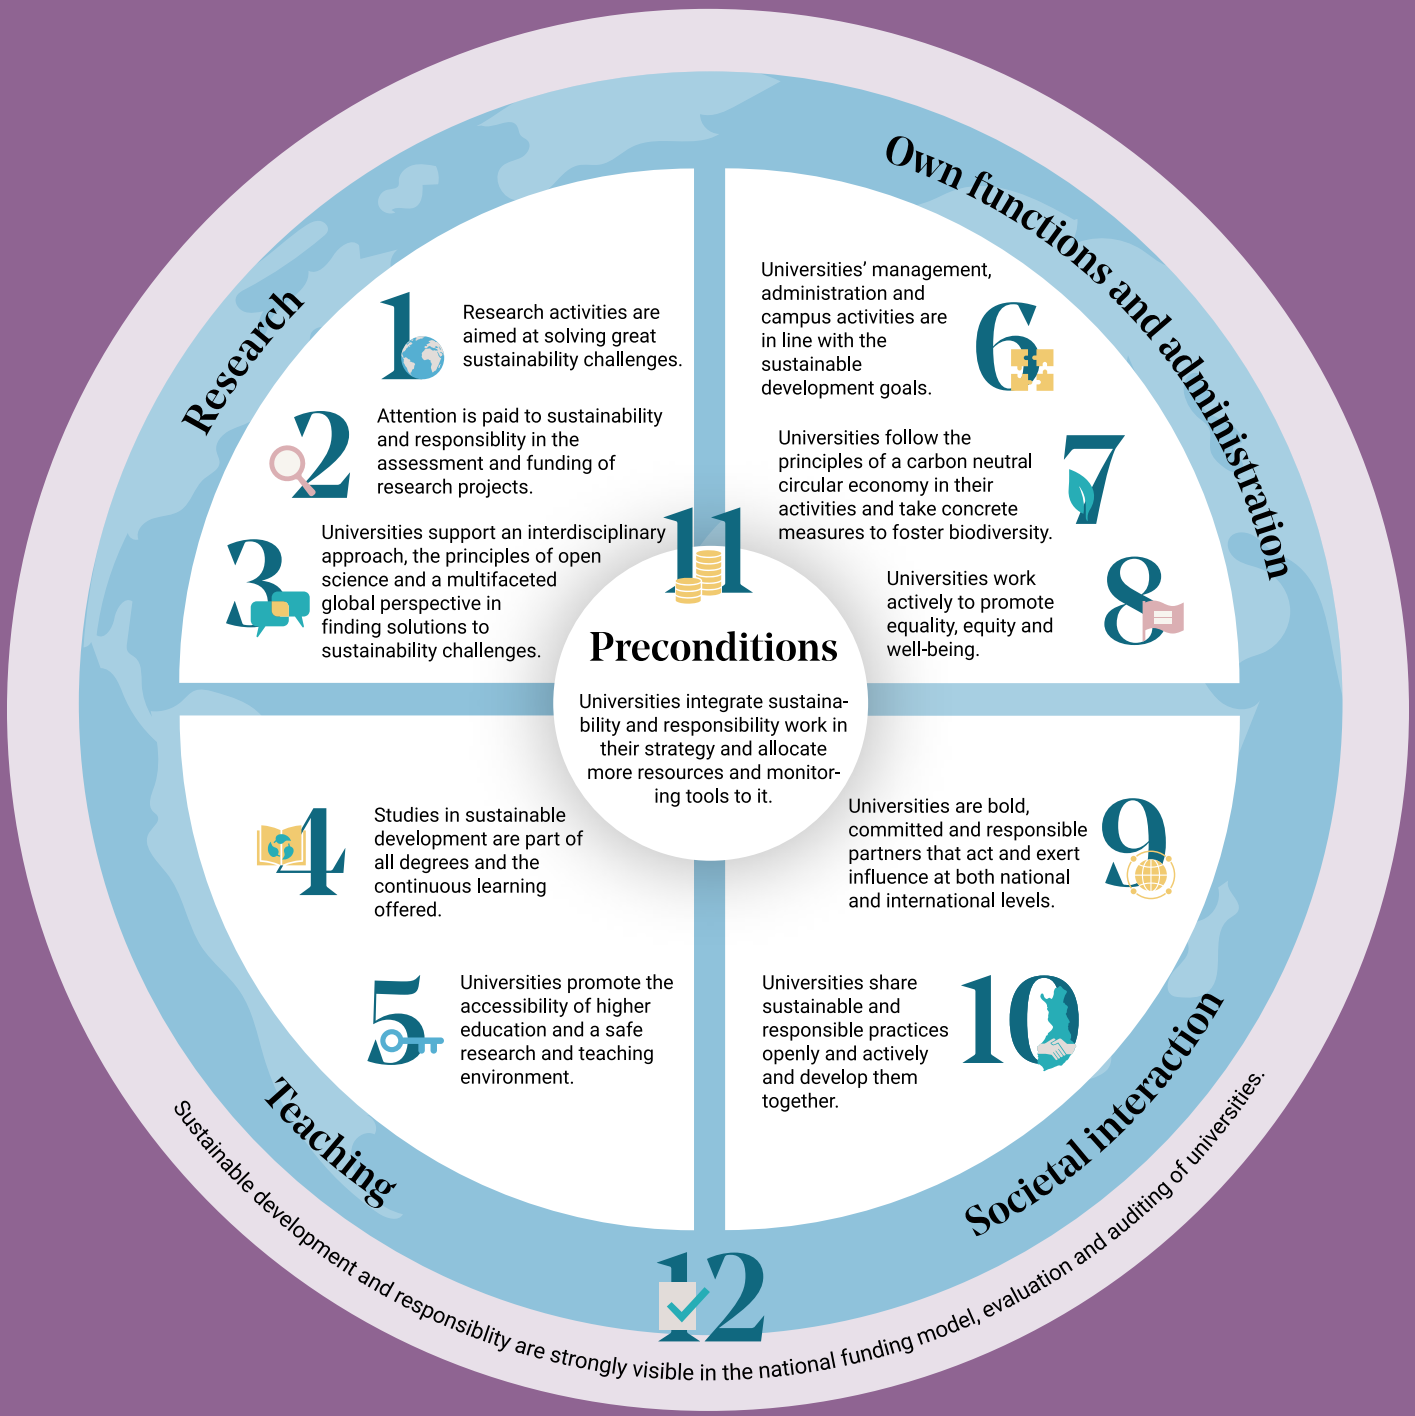 Research
1
Research activities are
aimed at solving great
sustainability challenges.
2
Attention is paid to sustainability
and responsiblity in the
assessment and funding of
research projects.
3
Universities support an interdisciplinary
approach, the principles of open
science and a multifaceted
global perspective in
finding solutions to
sustainability challenges.
Own functions and administration
Universities’ management,
administration and
campus activities are
in line with the
sustainable
development goals.
6
Universities follow the
principles of a carbon neutral
circular economy in their
activities and take concrete
measures to foster biodiversity.
7
Universities work
actively to promote
equality, equity and
well-being.
8
11
Preconditions
Universities integrate sustaina-
bility and responsibility work in
their strategy and allocate
more resources and monitor-
ing tools to it.
Teaching
4
Studies in sustainable
development are part of
all degrees and the
continuous learning
offered.
5
Universities promote the
accessibility of higher
education and a safe
research and teaching
environment.
Societal interaction
Universities are bold,
committed and responsible
partners that act and exert
influence at both national
and international levels.
9
Universities share
sustainable and
responsible practices
openly and actively
and develop them
together.
10
12
Sustainable development and responsiblity are strongly visible in the national funding model, evaluation and auditing of universities.